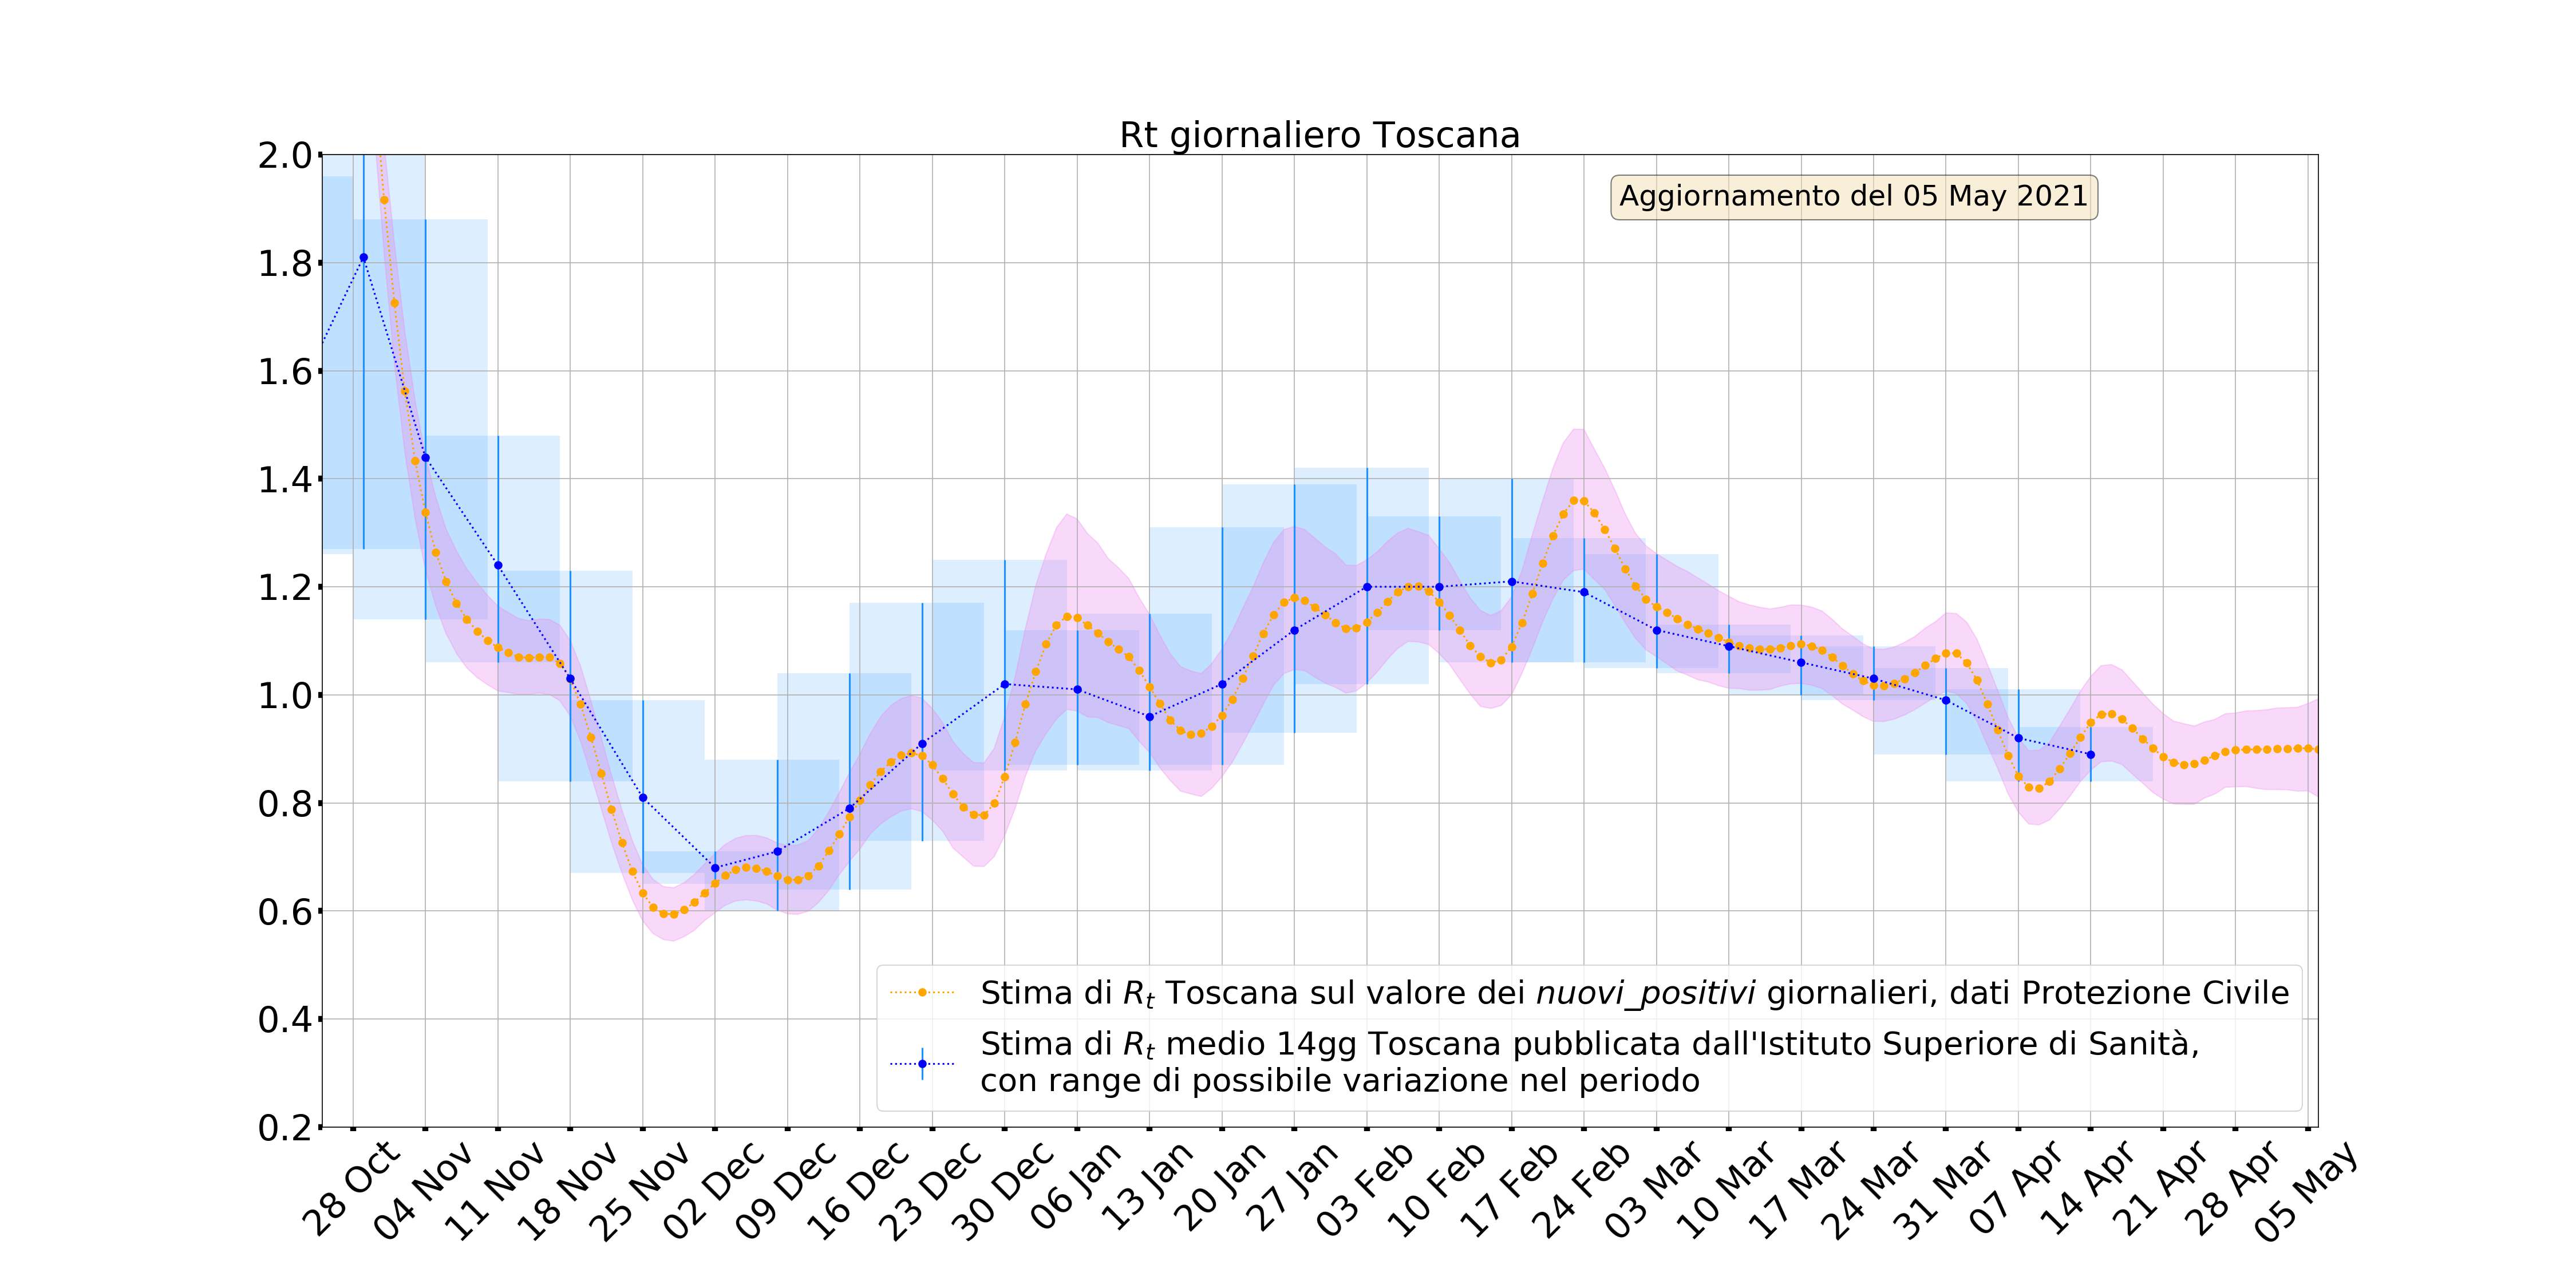 Rt giornaliero Toscana
Aggiornamento del 05 May 2021
2.0
1.8
1.6
1.4
1.2
1.0
0.8
0.6
0.4
0.2
Stima di Rt Toscana sul valore dei nuovi_positivi giornalieri, dati Protezione Civile
Stima di Rt medio 14gg Toscana pubblicata dall'Istituto Superiore di Sanità,
con range di possibile variazione nel periodo
28 Oct
04 Nov
11 Nov
18 Nov
25 Nov
02 Dec
09 Dec
16 Dec
23 Dec
30 Dec
06 Jan
13 Jan
20 Jan
27 Jan
03 Feb
10 Feb
17 Feb
24 Feb
03 Mar
10 Mar
17 Mar
24 Mar
31 Mar
07 Apr
14 Apr
21 Apr
28 Apr
05 May